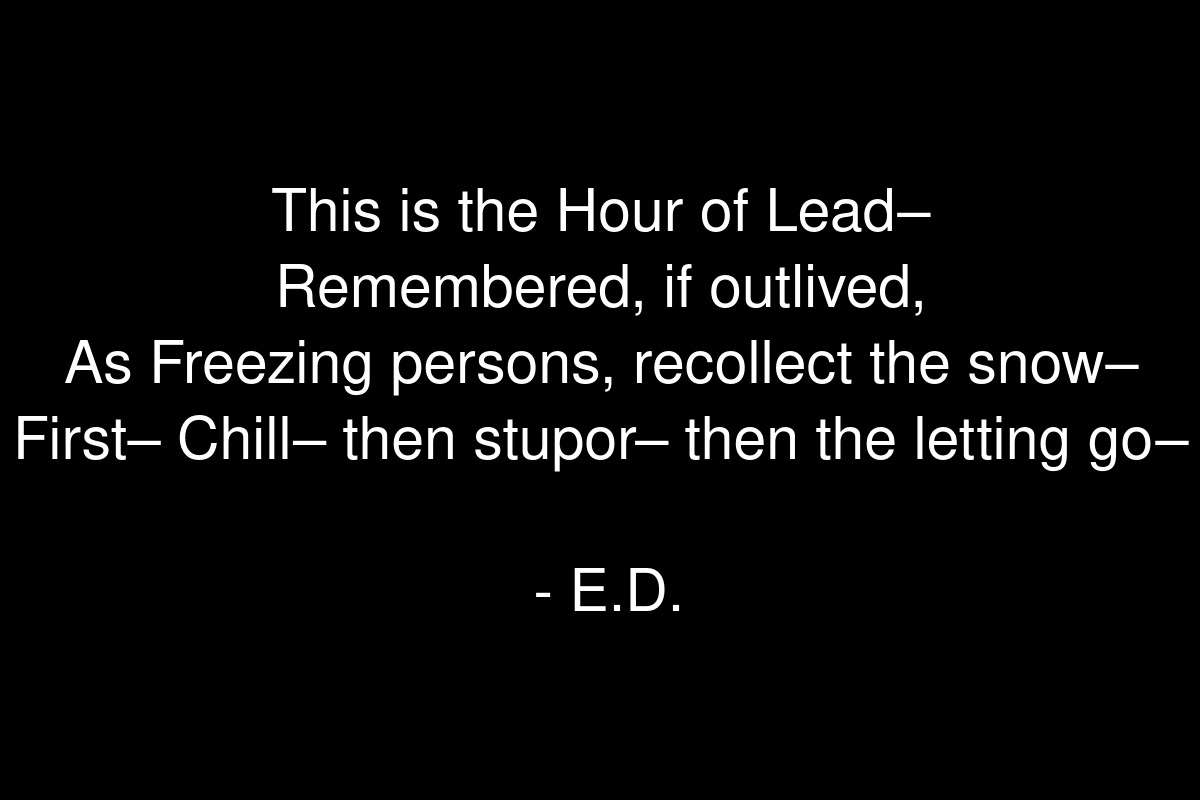 This is the Hour of Lead–
Remembered, if outlived,
As Freezing persons, recollect the snow–
First– Chill– then stupor– then the letting go–
- E.D.